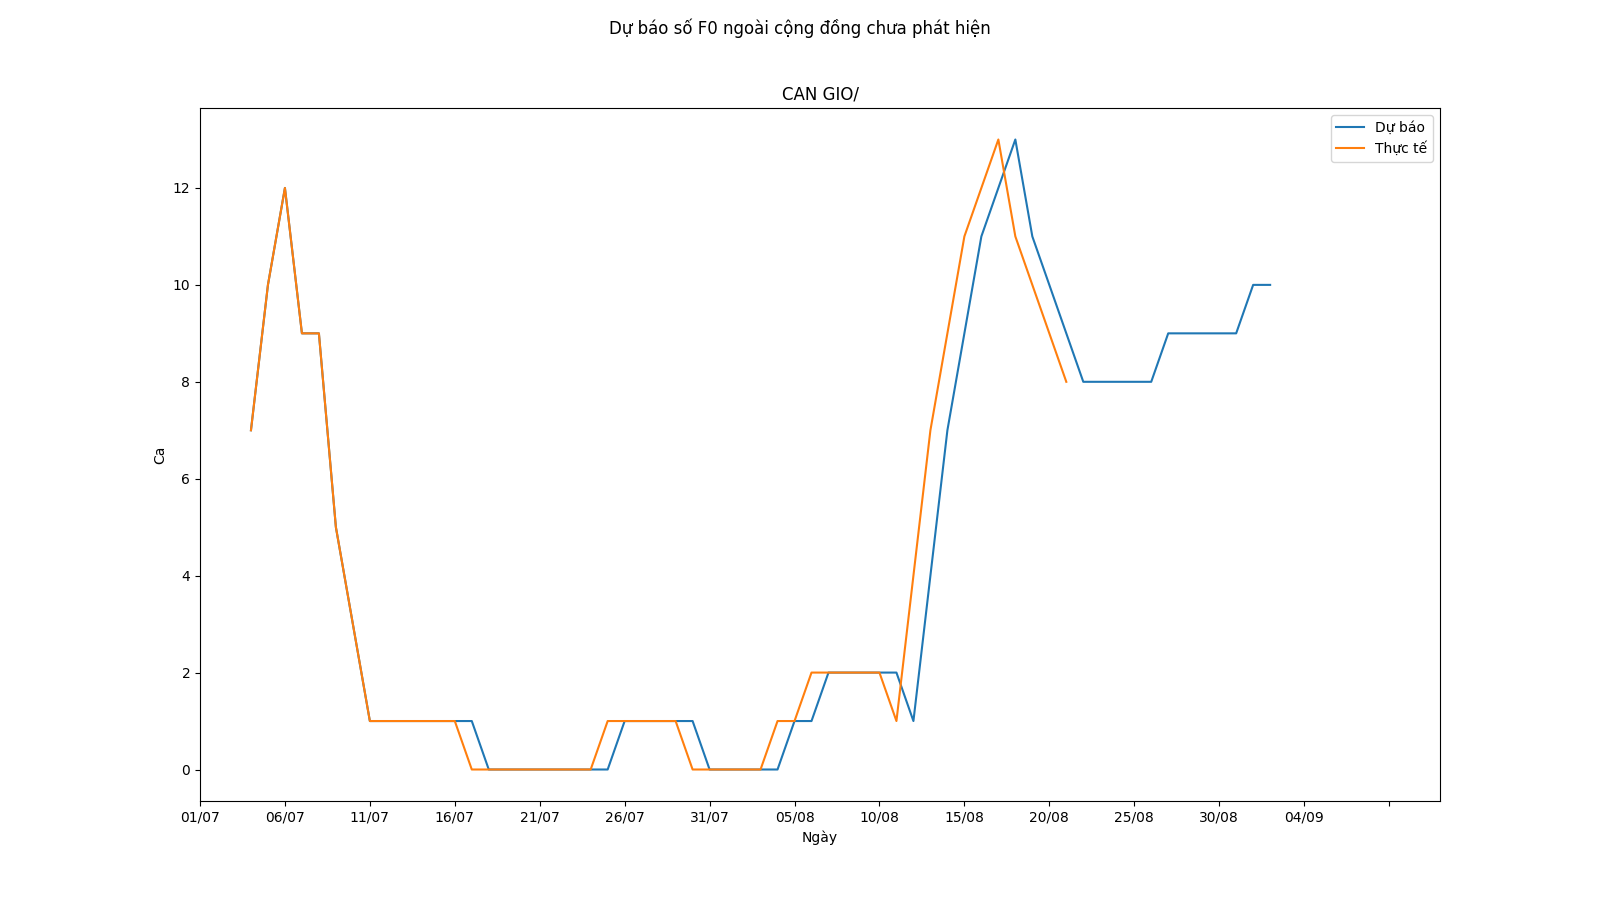 Dự báo số F0 ngoài cộng đồng chưa phát hiện
CAN GIO/
Dự báo
Thực tế
12
10
8
6
4
2
0
Ca
01/07 06/07 11/07 16/07 21/07 26/07 31/07 05/08 10/08 15/08 20/08 25/08 30/08 04/09
Ngày